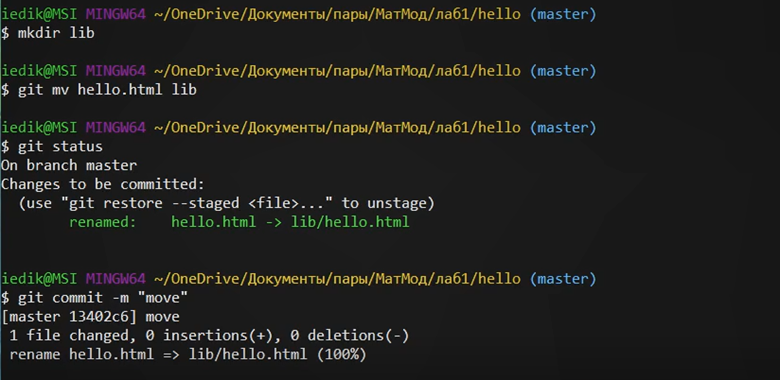 iedik@MSI MINGW64 ~/OneDrive/Документы/пары/МатМод/ла61/hello (master)
$ mkdir lib
iedik@MSI MINGW64 ~/OneDrive/Документы/пары/МатМод/ла61/hello (master)
$ git mv hello.html lib
iedik@MSI MINGW64 ~/OneDrive/Документы/пары/МатМод/ла61/hello (master)
$ git status
On branch master
Changes to be committed:
  (use "git restore --staged <file>..." to unstage)
        renamed:    hello.html -> lib/hello.html
iedik@MSI MINGW64 ~/OneDrive/Документы/пары/МатМод/ла61/hello (master)
$ git commit -m "move"
[master 13402c6] move
 1 file changed, 0 insertions(+), 0 deletions(-)
 rename hello.html => lib/hello.html (100%)